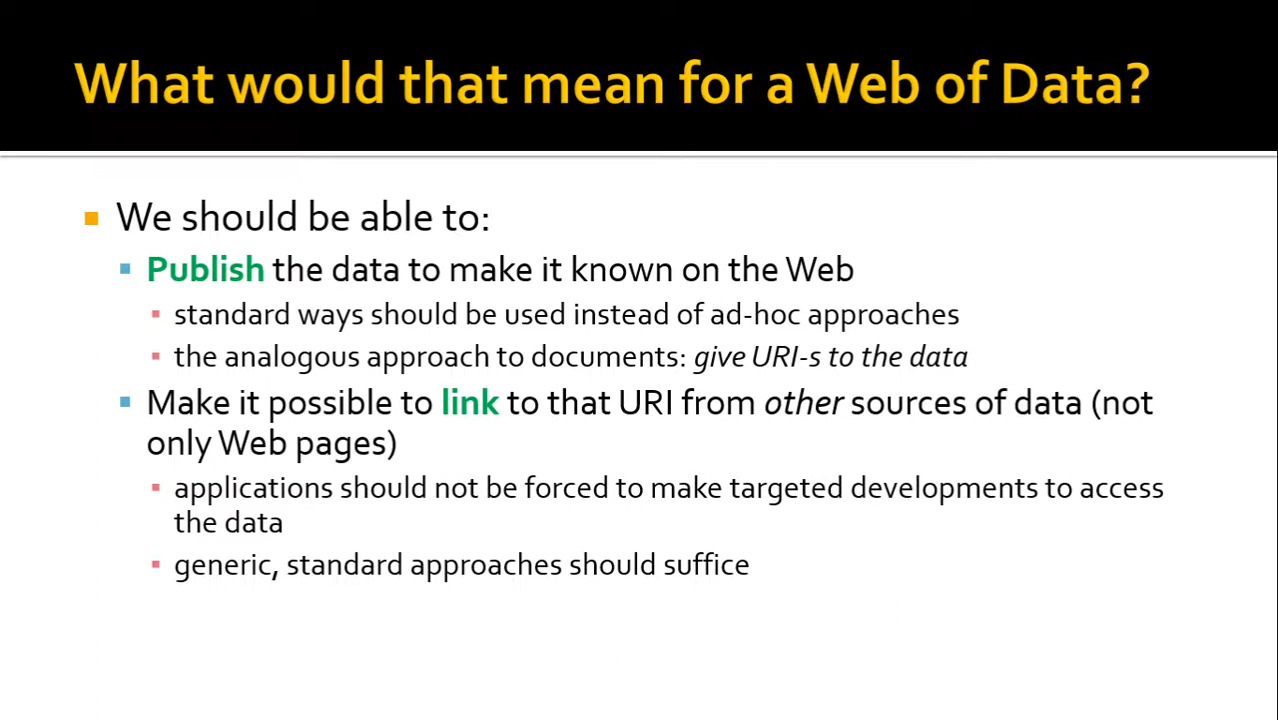 What would that mean for a Web of Data?
We should be able to:
Publish the data to make it known on the Web
standard ways should be used instead of ad-hoc approaches
the analogous approach to documents: give URI-s to the data
Make it possible to link to that URI from other sources of data (not
only Web pages)
applications should not be forced to make targeted developments to access
the data
generic, standard approaches should suffice